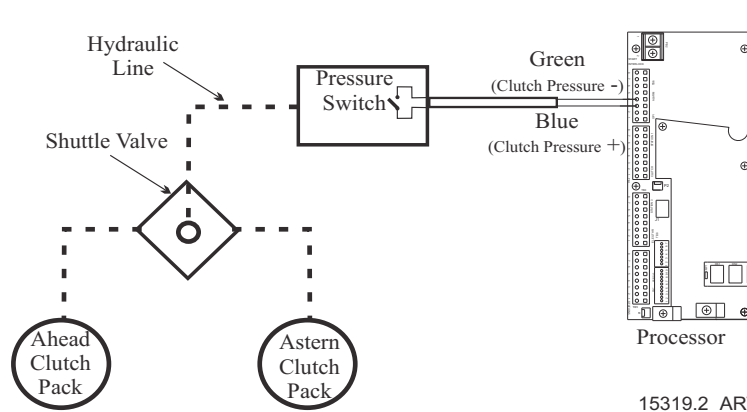 Hydraulic
Line
Shuttle Valve
Pressure
Switch
Green
(Clutch Pressure -)
Blue
(Clutch Pressure +)
Ahead
Clutch
Pack
Astern
Clutch
Pack
Processor
15319.2 AR